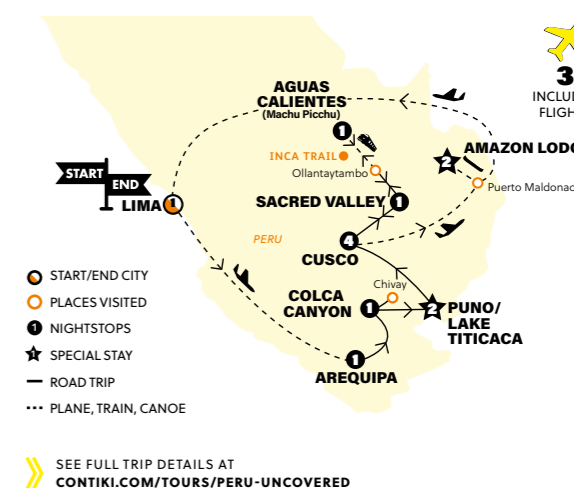 3
INCLU
FLIGH
AGUAS
CALIENTES
(Machu Picchu)
1
INCA TRAIL
Ollantaytambo
AMAZON LOD
2
Puerto Maldonad
START
END
LIMA 1
SACRED VALLEY 1
PERU
4
CUSCO
Chivay
COLCA
CANYON
1
2
PUNO/
LAKE
TITICACA
1
AREQUIPA
START/END CITY
PLACES VISITED
1 NIGHTSTOPS
1 SPECIAL STAY
ROAD TRIP
PLANE, TRAIN, CANOE
SEE FULL TRIP DETAILS AT
CONTIKI.COM/TOURS/PERU-UNCOVERED